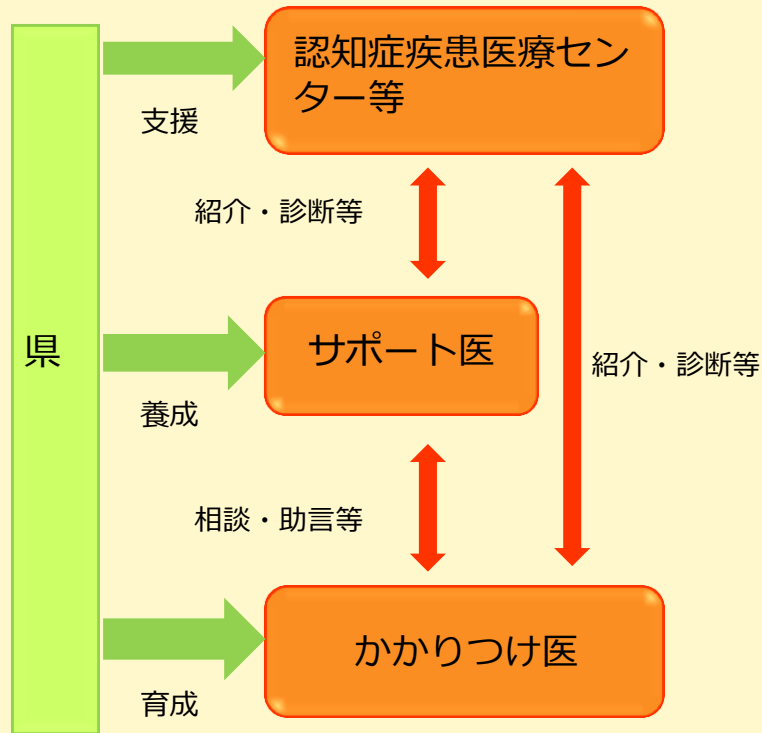 認知症疾患医療セン
ター等
支援
紹介・診断等
県
サポート医
紹介・診断等
養成
相談・助言等
かかりつけ医
育成